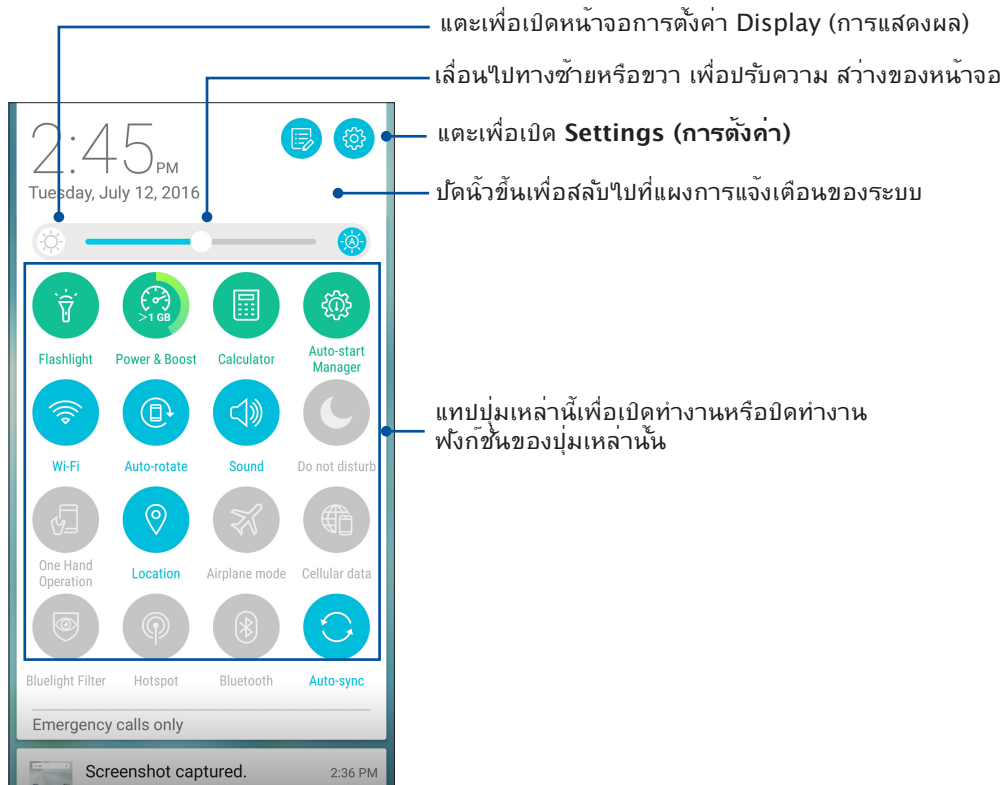 แตะเพื่อเปิดหน้าจอการตั้งค่า Display (การแสดงผล)
เลื่อนไปทางซ้ายหรือขวา เพื่อปรับความ สว่างของหน้าจอ
แตะเพื่อเปิด Settings (การตั้งค่า)
ปัดนิ้วขึ้นเพื่อสลับไปที่แผงการแจ้งเตือนของระบบ
2:45 PM
Tuesday, July 12, 2016
A
>1 GB
Flashlight
Power & Boost
Calculator
Auto-start
Manager
แทปปุ่มเหล่านี้เพื่อเปิดทำงานหรือปิดทำงาน
ฟังก์ชั่นของปุ่มเหล่านั้น
Wi-Fi
Auto-rotate
Sound
Do not disturb
One Hand
Operation
Location
Airplane mode
Cellular data
Bluelight Filter
Hotspot
Bluetooth
Auto-sync
Emergency calls only
Screenshot captured.
2:36 PM